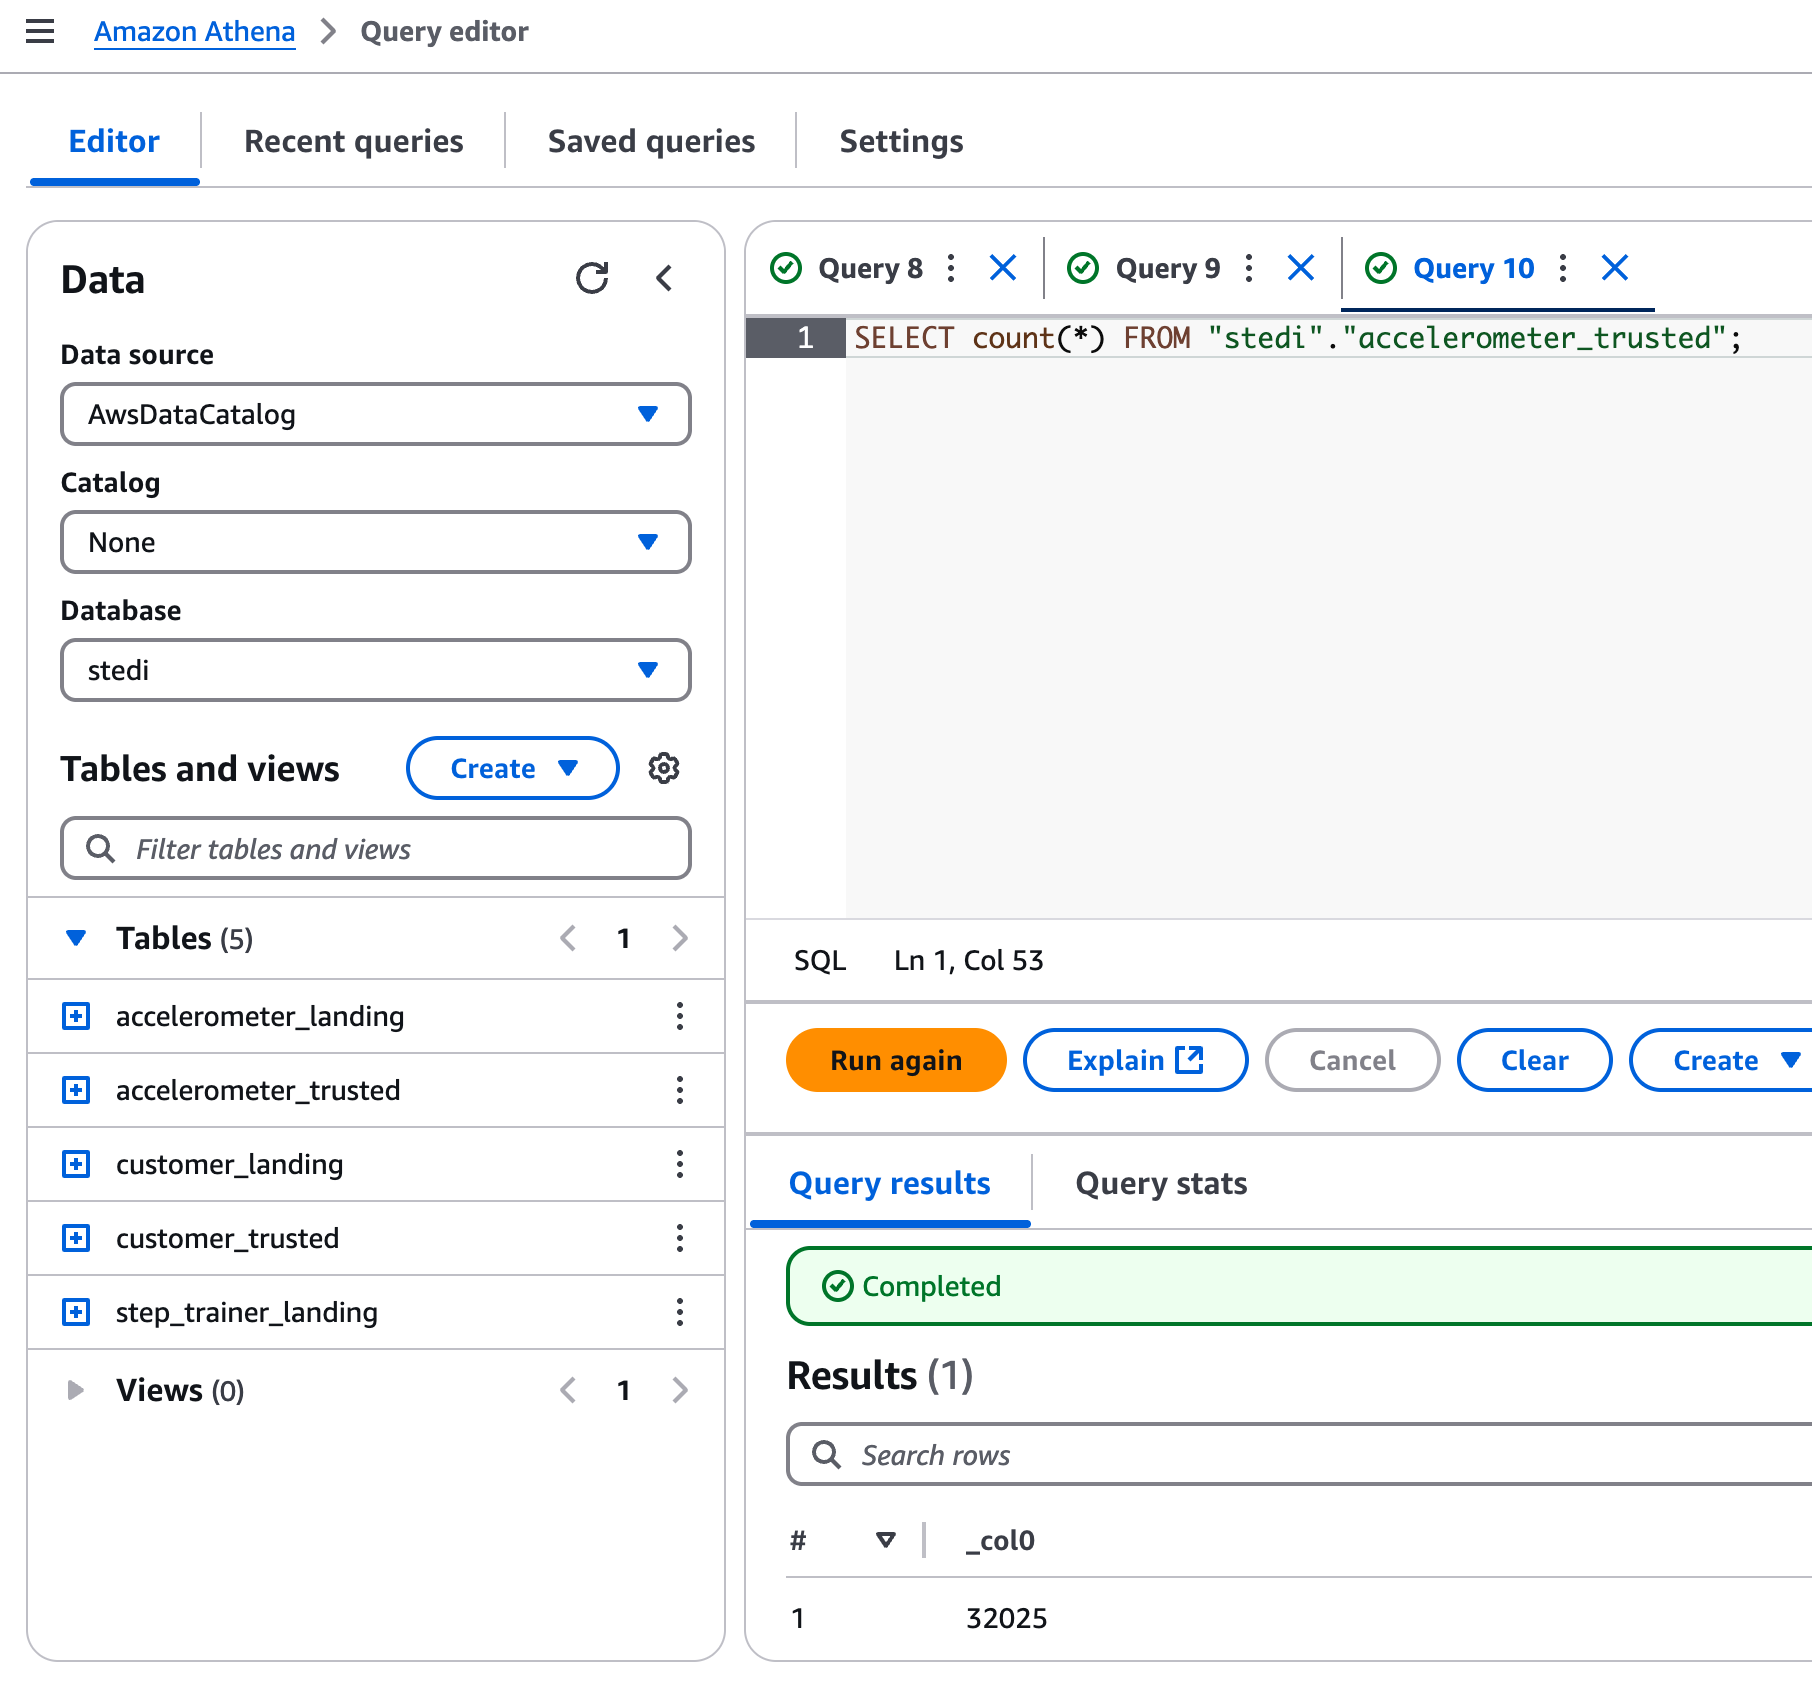 Amazon Athena > Query editor
Editor
Recent queries
Saved queries
Settings
Data
Data source
AwsDataCatalog
Catalog
None
Database
stedi
Tables and views
Create
Filter tables and views
Tables (5)
1
accelerometer_landing
accelerometer_trusted
customer_landing
customer_trusted
step_trainer_landing
Views (0)
1
Query 8
Query 9
Query 10
1 SELECT count(*) FROM "stedi"."accelerometer_trusted";
SQL Ln 1, Col 53
Run again
Explain
Cancel
Clear
Create
Query results
Query stats
Completed
Results (1)
Search rows
# _col0
1 32025